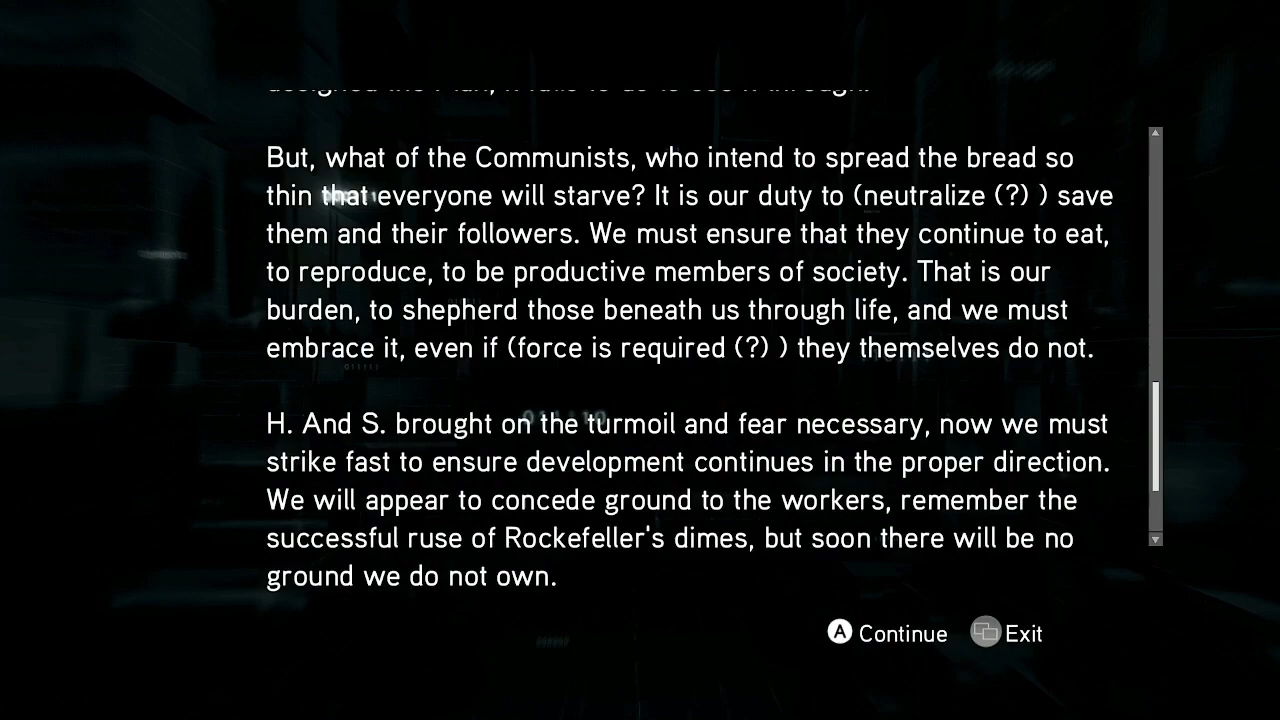 But, what of the Communists, who intend to spread the bread so
thin that everyone will starve? It is our duty to (neutralize (?) ) save
them and their followers. We must ensure that they continue to eat,
to reproduce, to be productive members of society. That is our
burden, to shepherd those beneath us through life, and we must
embrace it, even if (force is required (?) ) they themselves do not.
H. And S. brought on the turmoil and fear necessary, now we must
strike fast to ensure development continues in the proper direction.
We will appear to concede ground to the workers, remember the
successful ruse of Rockefeller's dimes, but soon there will be no
ground we do not own.
A Continue Exit